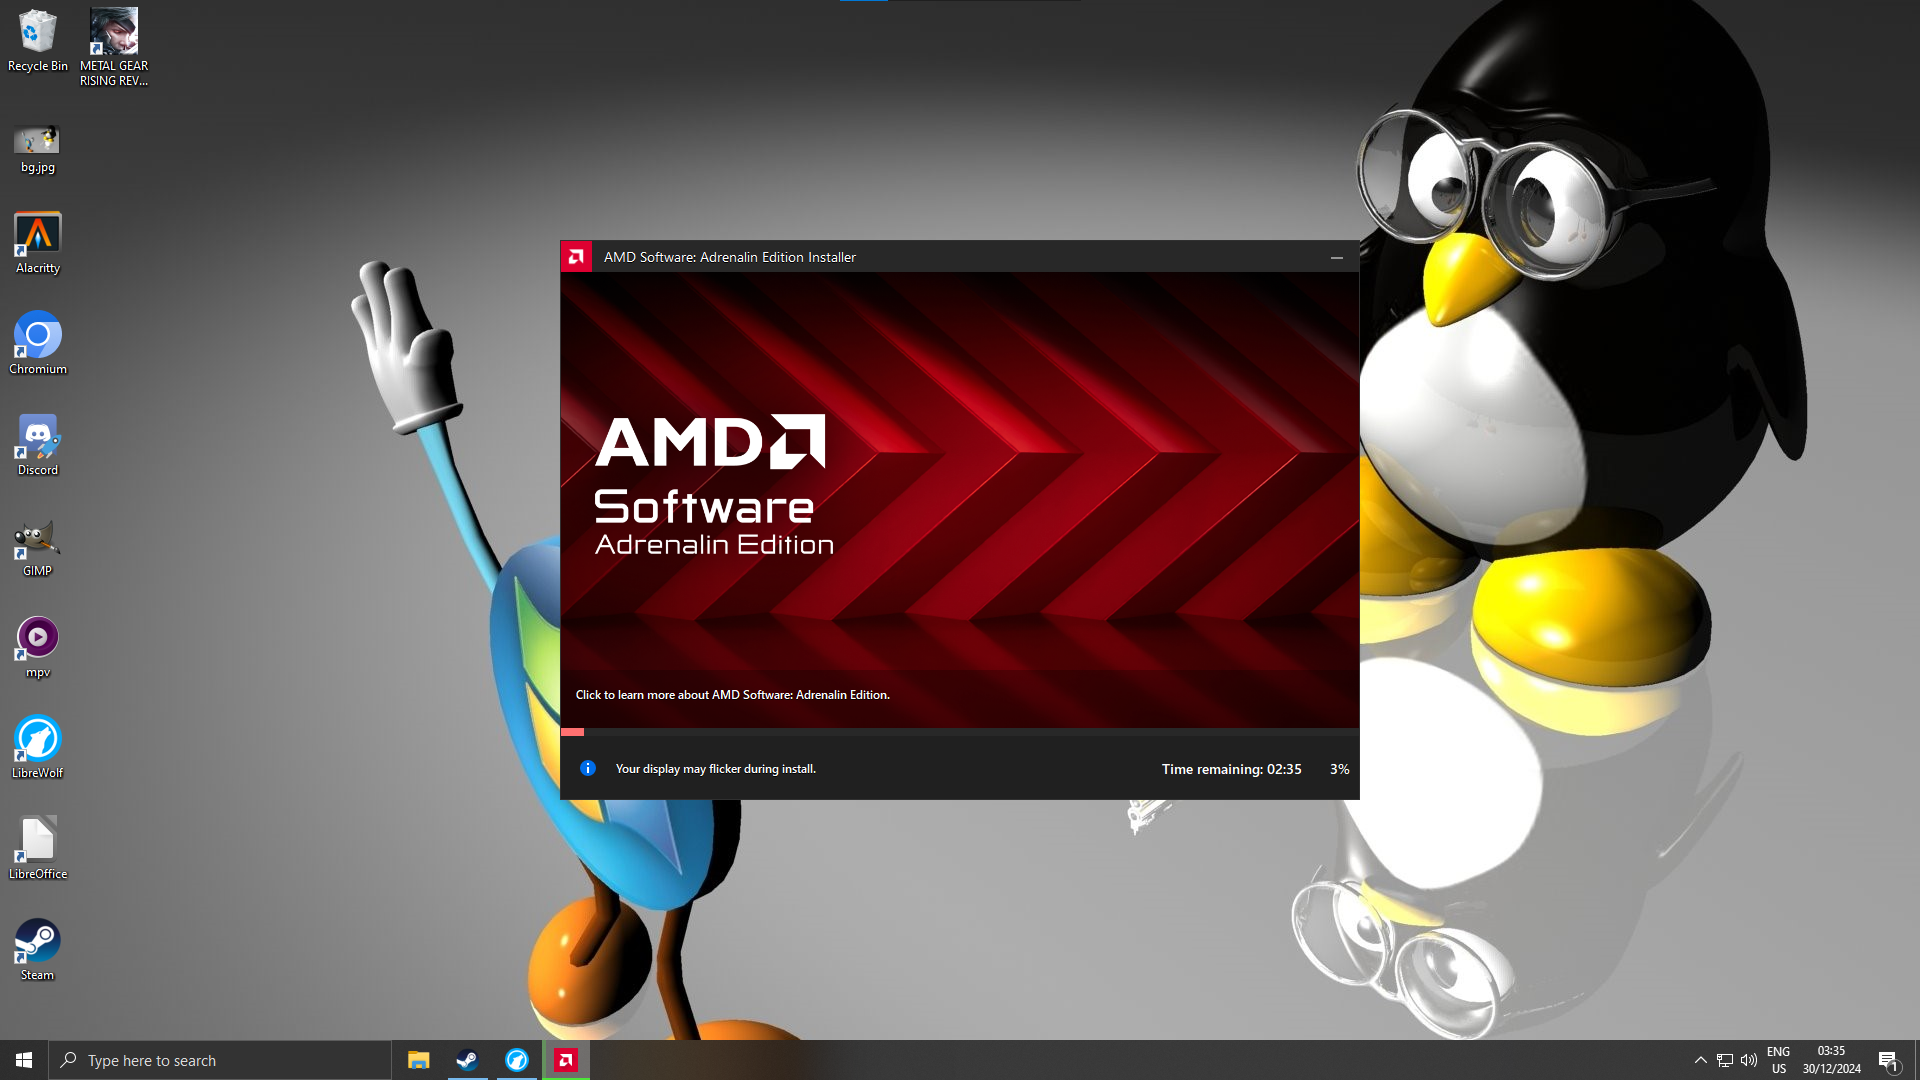 Recycle Bin
METAL GEAR
RISING REV...
bg.jpg
Alacritty
Chromium
Discord
GIMP
mpv
LibreWolf
LibreOffice
Steam
AMD Software: Adrenalin Edition Installer
AMD
Software
Adrenalin Edition
Click to learn more about AMD Software: Adrenalin Edition.
Your display may flicker during install.
Time remaining: 02:35
3%
Type here to search
ENG
US
03:35
30/12/2024
1